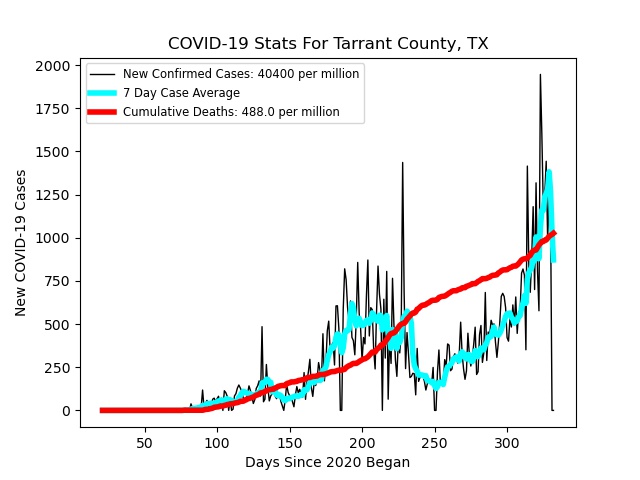 COVID-19 Stats For Tarrant County, TX
New Confirmed Cases: 40400 per million
7 Day Case Average
Cumulative Deaths: 488.0 per million
New COVID-19 Cases
2000
1750
1500
1250
1000
750
500
250
0
50 100 150 200 250 300
Days Since 2020 Began